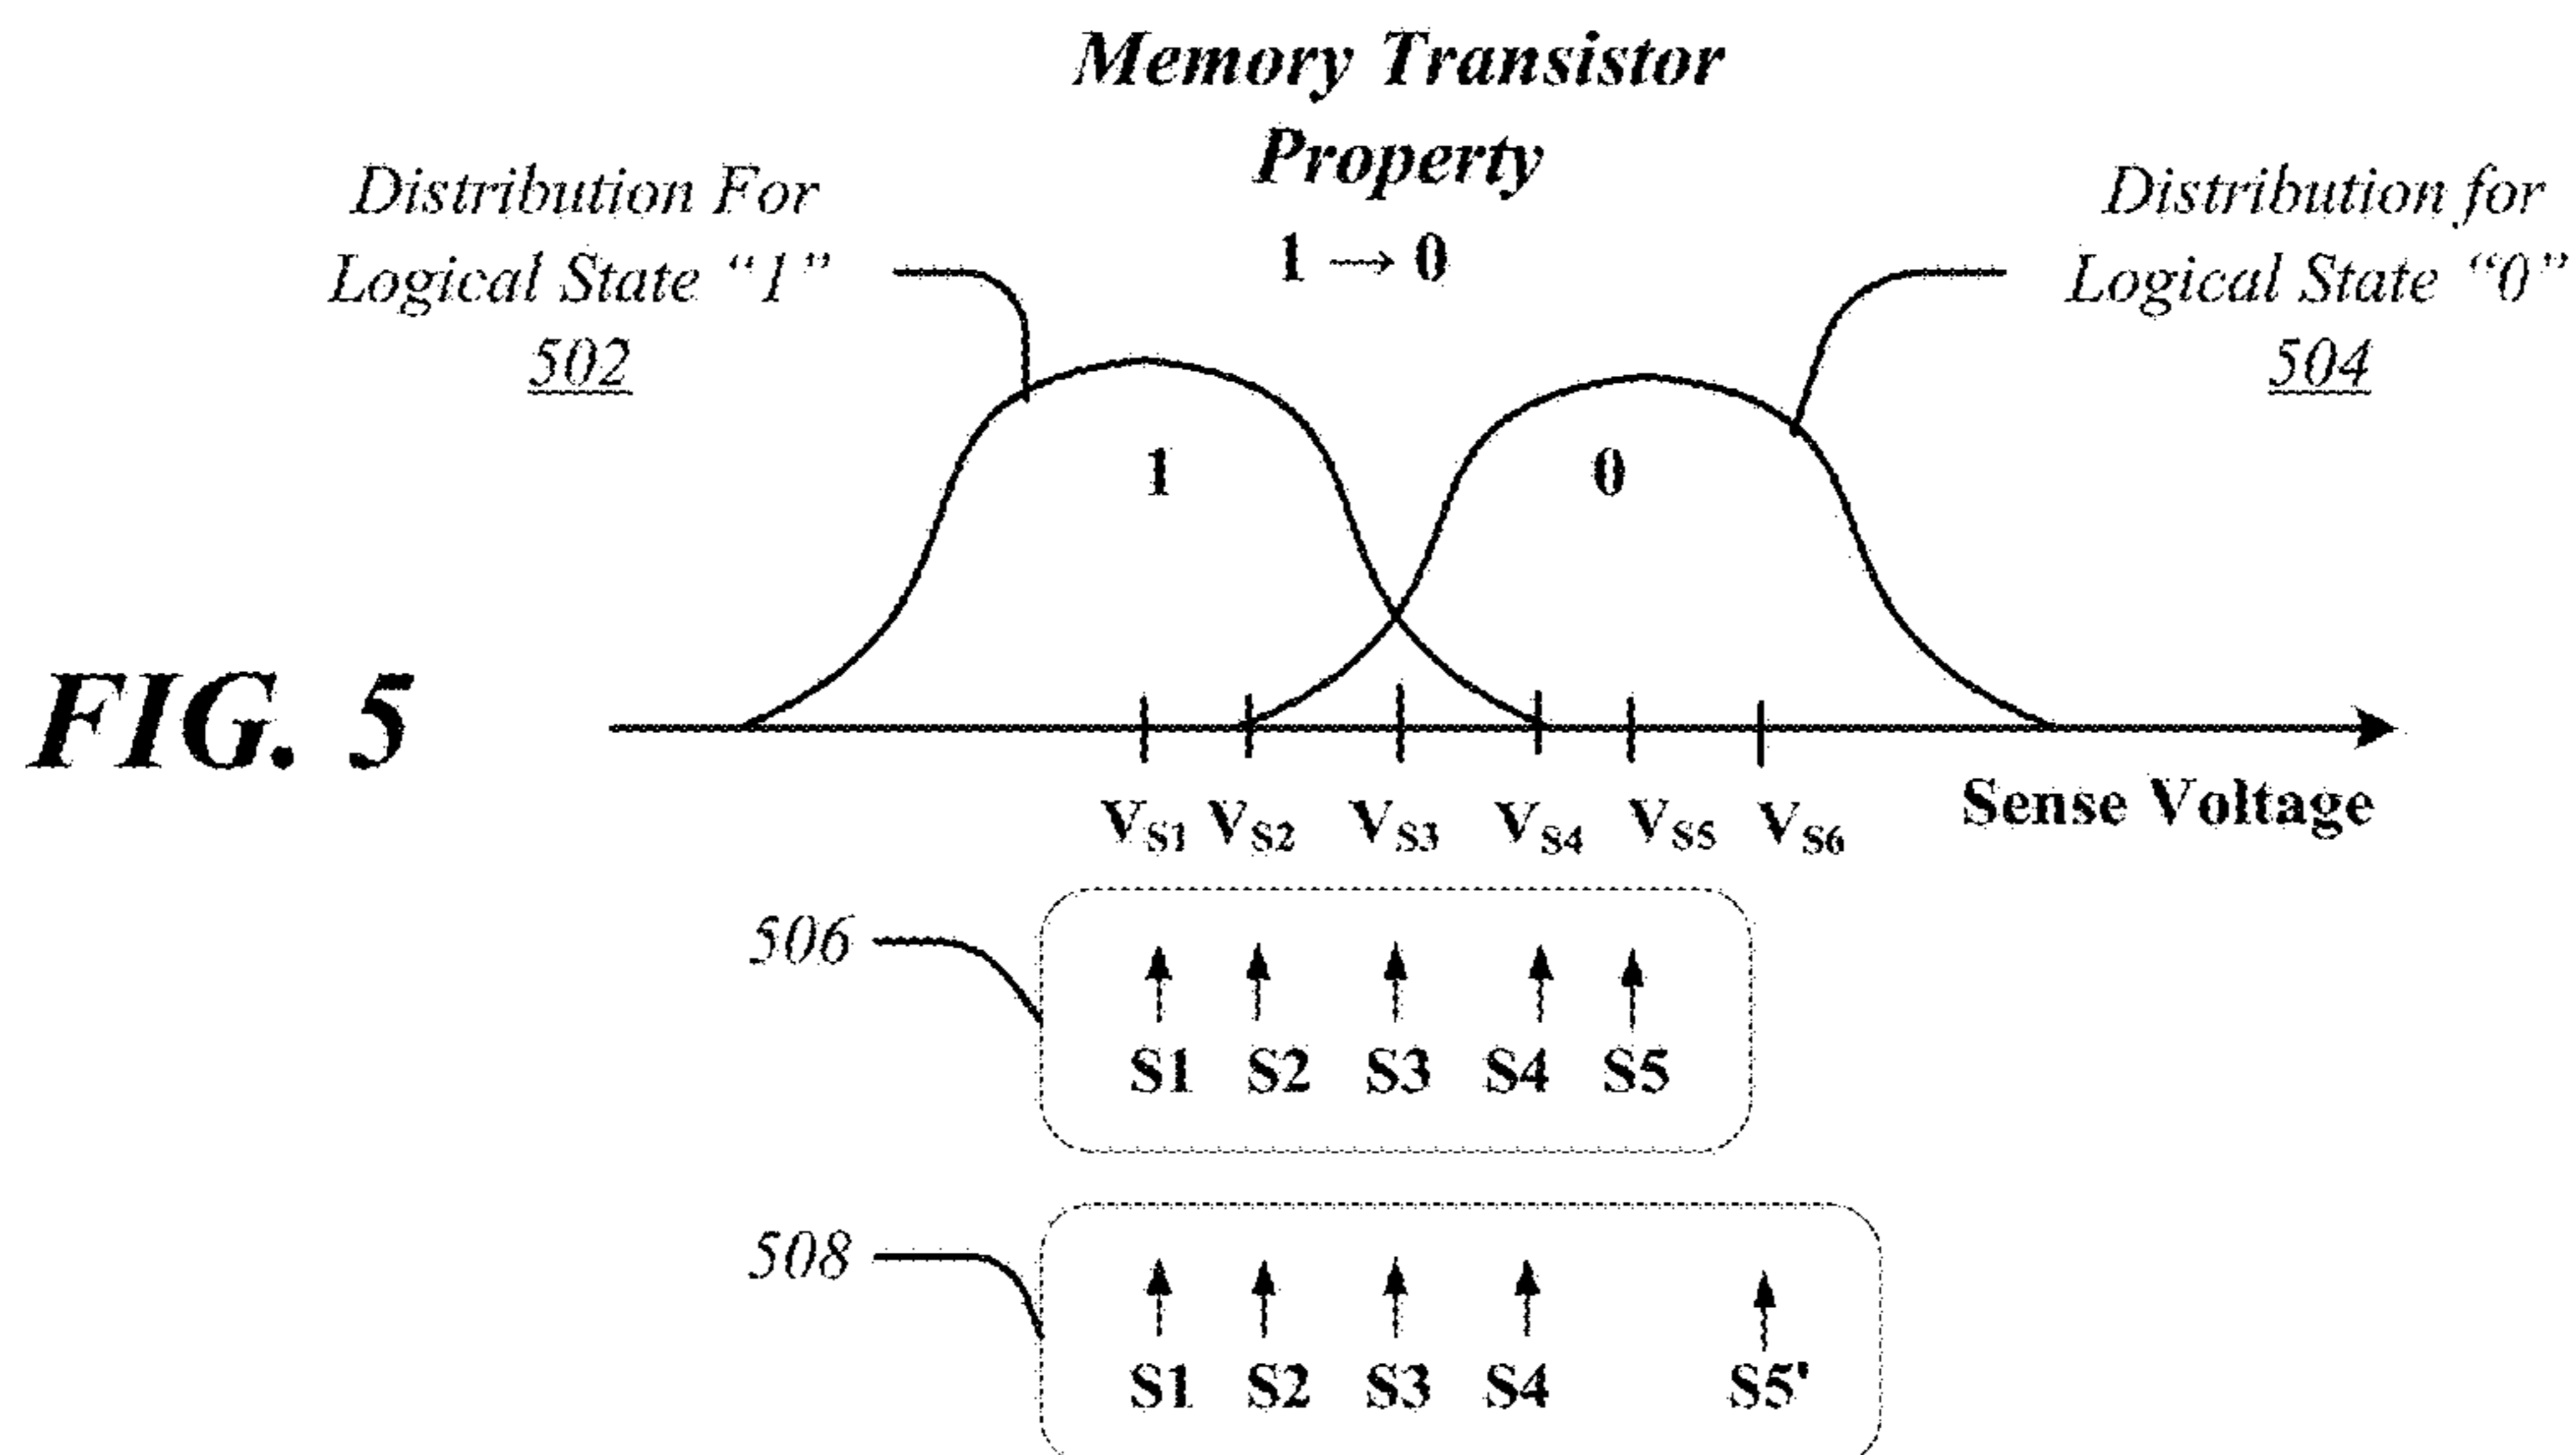 Memory Transistor
Property
1 → 0
Distribution For
Logical State “1”
502
Distribution for
Logical State “0”
504
1
0
FIG. 5
VS1 VS2 VS3 VS4 VS5 VS6
Sense Voltage
506
S1 S2 S3 S4 S5
508
S1 S2 S3 S4 S5'